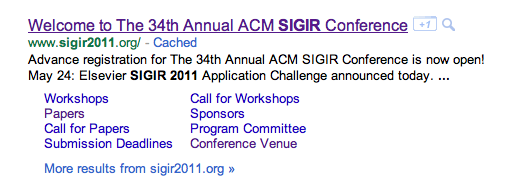 Welcome to The 34th Annual ACM SIGIR Conference +1
www.sigir2011.org/ - Cached
Advance registration for The 34th Annual ACM SIGIR Conference is now open!
May 24: Elsevier SIGIR 2011 Application Challenge announced today. ...
Workshops Call for Workshops
Papers Sponsors
Call for Papers Program Committee
Submission Deadlines Conference Venue
More results from sigir2011.org »